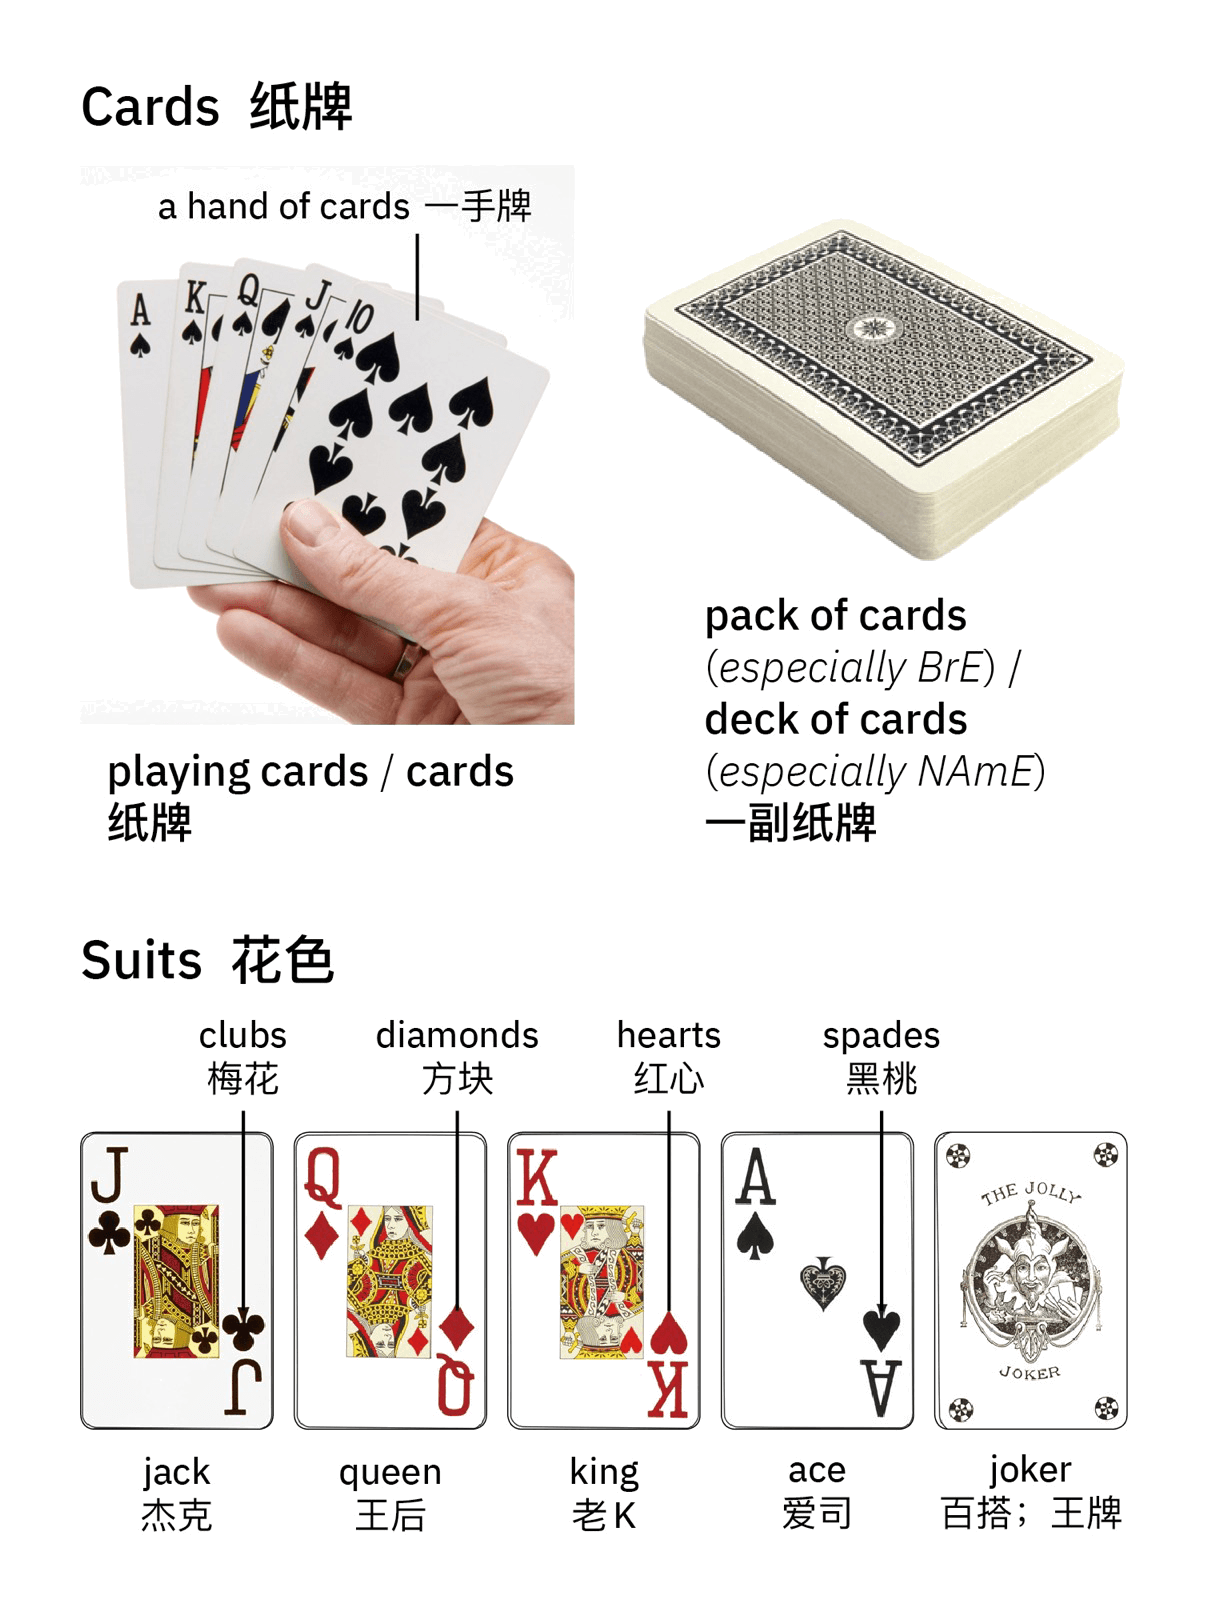 Cards 纸牌
a hand of cards 一手牌
A
K
Q
J
10
playing cards / cards
纸牌
pack of cards
(especially BrE) /
deck of cards
(especially NAmE)
一副纸牌
Suits 花色
clubs
梅花
diamonds
方块
hearts
红心
spades
黑桃
J
J
Q
Q
K
K
A
A
THE JOLLY
JOKER
jack
杰克
queen
王后
king
老K
ace
爱司
joker
百搭；王牌